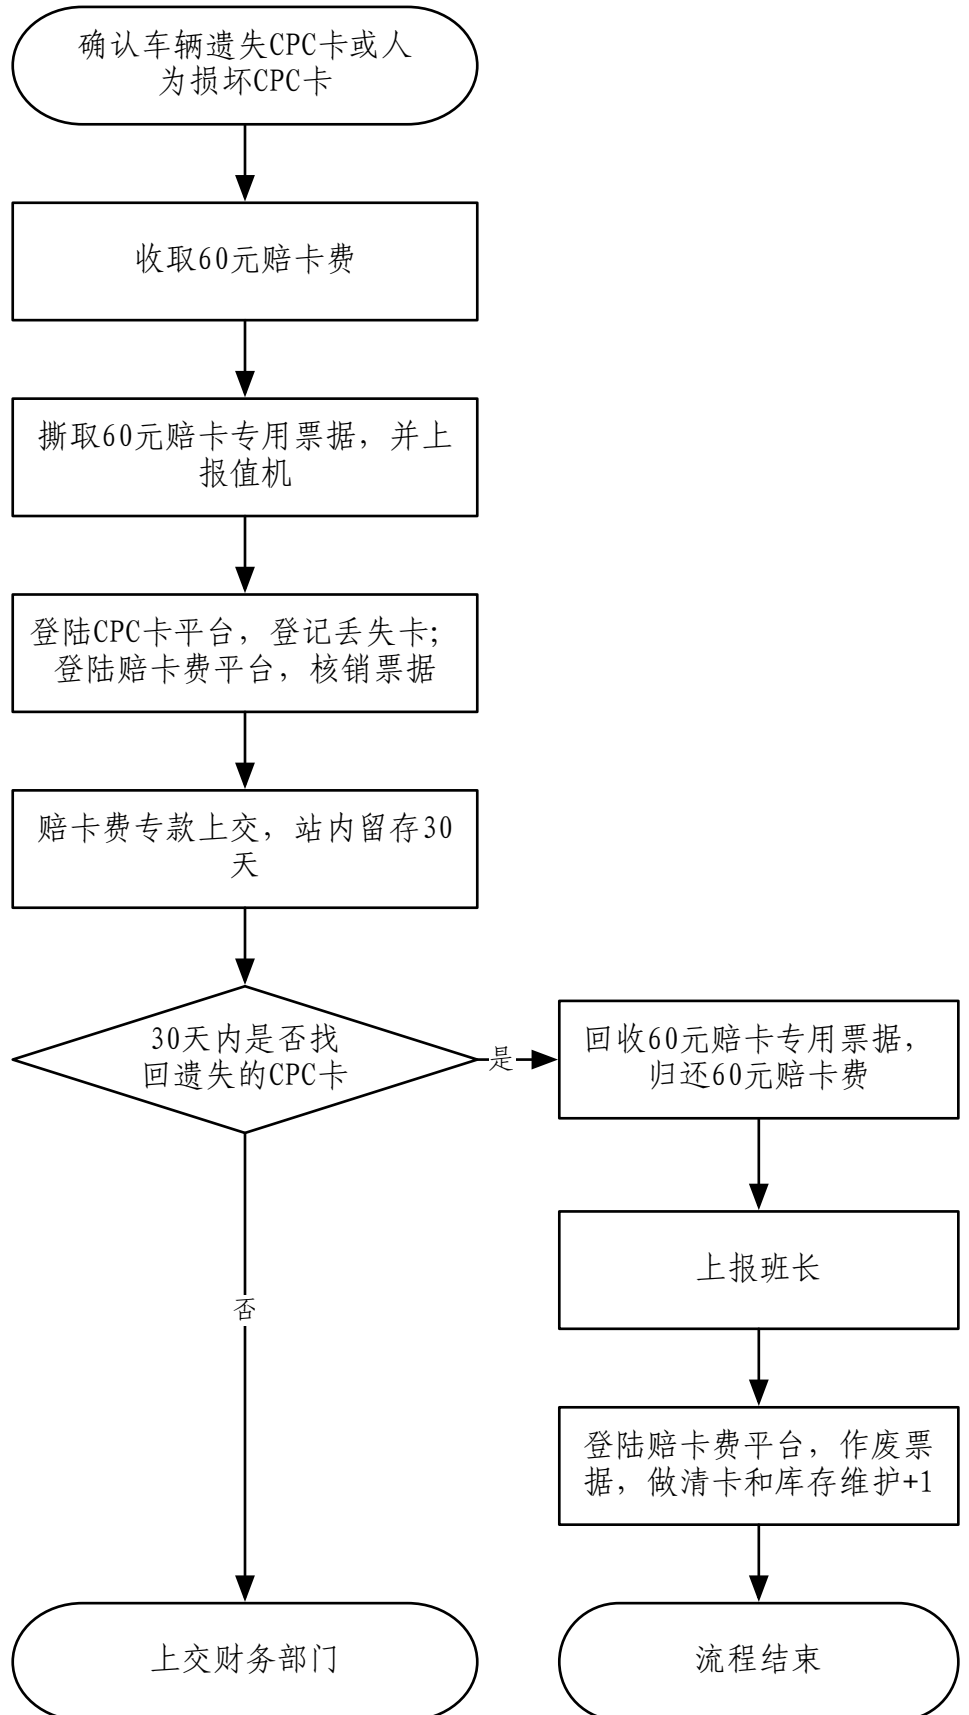 确认车辆遗失CPC卡或人
为损坏CPC卡
收取60元赔卡费
撕取60元赔卡专用票据，并上
报值机
登陆CPC卡平台，登记丢失卡；
登陆赔卡费平台，核销票据
赔卡费专款上交，站内留存30
天
30天内是否找
回遗失的CPC卡
是
回收60元赔卡专用票据，
归还60元赔卡费
上报班长
否
登陆赔卡费平台，作废票
据，做清卡和库存维护+1
上交财务部门
流程结束